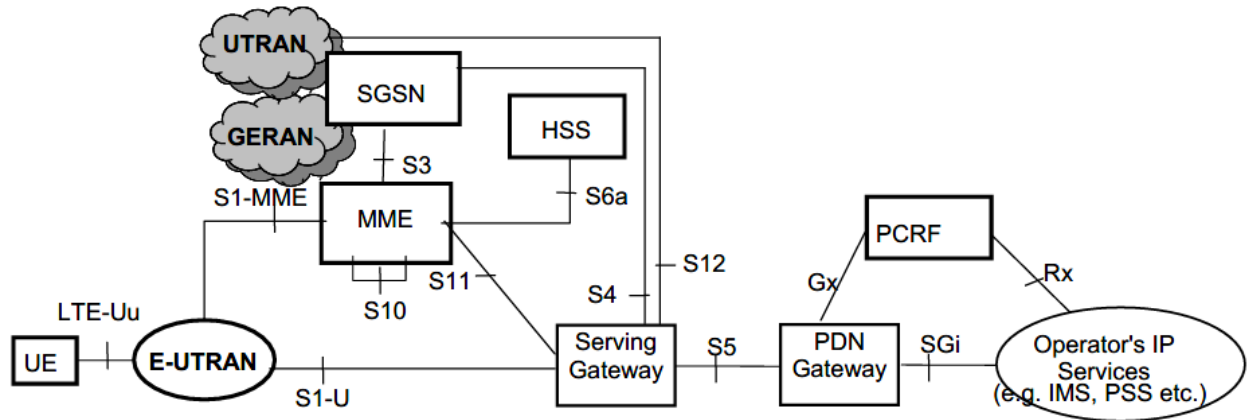 UTRAN
SGSN
GERAN
HSS
S3
S1-MME
S6a
MME
PCRF
S12
S11
Gx
Rx
S4
S10
LTE-Uu
UE
E-UTRAN
Serving
Gateway
S5
PDN
Gateway
SGi
Operator's IP
Services
(e.g. IMS, PSS etc.)
S1-U